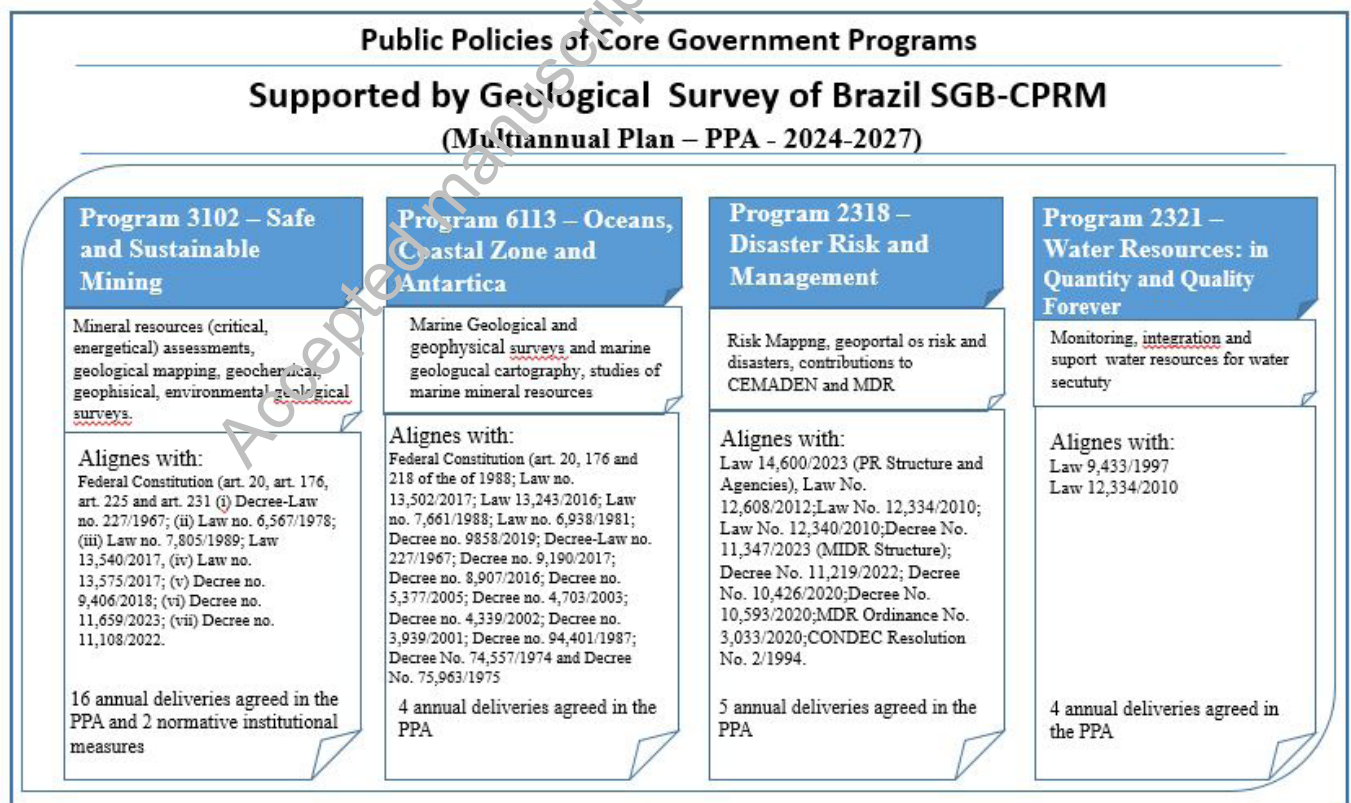 Public Policies of Core Government Programs
Supported by Geological Survey of Brazil SGB-CPRM
(Multiannual Plan – PPA - 2024-2027)
Program 3102 – Safe
and Sustainable
Mining
Mineral resources (critical,
energetical) assessments,
geological mapping, geochemical,
geophisical, environmental geological
surveys.
Alignes with:
Federal Constitution (art. 20, art. 176,
art. 225 and art. 231 (i) Decree-Law
no. 227/1967; (ii) Law no. 6,567/1978;
(iii) Law no. 7,805/1989; Law
13,540/2017, (iv) Law no.
13,575/2017; (v) Decree no.
9,406/2018; (vi) Decree no.
11,659/2023; (vii) Decree no.
11,108/2022.
16 annual deliveries agreed in the
PPA and 2 normative institutional
measures
Program 6113 – Oceans,
Coastal Zone and
Antartica
Marine Geological and
geophysical surveys and marine
geologucal cartography, studies of
marine mineral resources
Alignes with:
Federal Constitution (art. 20, 176 and
218 of the of 1988; Law no.
13,502/2017; Law 13,243/2016; Law
no. 7,661/1988; Law no. 6,938/1981;
Decree no. 9858/2019; Decree-Law no.
227/1967; Decree no. 9,190/2017;
Decree no. 8,907/2016; Decree no.
5,377/2005; Decree no. 4,703/2003;
Decree no. 4,339/2002; Decree no.
3,939/2001; Decree no. 94,401/1987;
Decree No. 74,557/1974 and Decree
No. 75,963/1975
4 annual deliveries agreed in the
PPA
Program 2318 –
Disaster Risk and
Management
Risk Mappng, geoportal os risk and
disasters, contributions to
CEMADEN and MDR
Alignes with:
Law 14,600/2023 (PR Structure and
Agencies), Law No.
12,608/2012;Law No. 12,334/2010;
Law No. 12,340/2010;Decree No.
11,347/2023 (MIDR Structure);
Decree No. 11,219/2022; Decree
No. 10,426/2020;Decree No.
10,593/2020;MDR Ordinance No.
3,033/2020;CONDEC Resolution
No. 2/1994.
5 annual deliveries agreed in the
PPA
Program 2321 –
Water Resources: in
Quantity and Quality
Forever
Monitoring, integration and
suport water resources for water
secututy
Alignes with:
Law 9,433/1997
Law 12,334/2010
4 annual deliveries agreed in
the PPA
Accepted manuscript